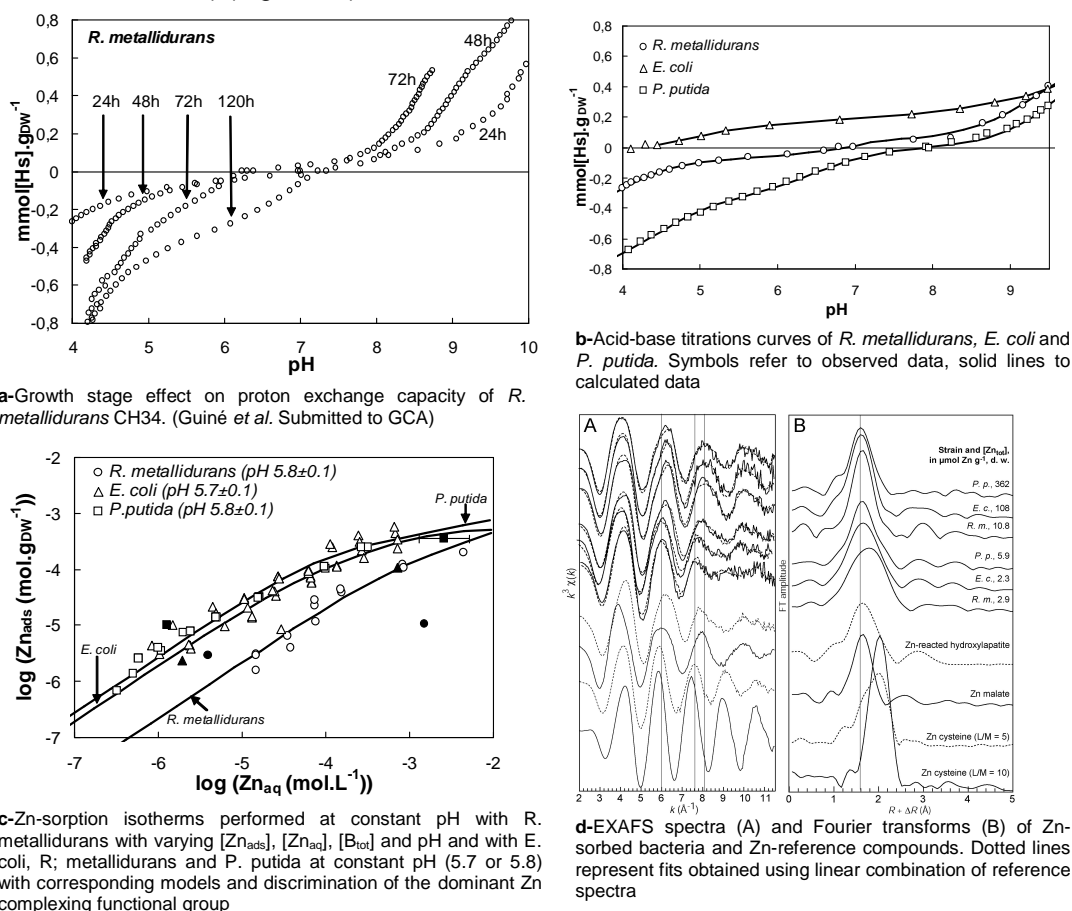 R. metallidurans
0,8
0,6
0,4
0,2
0
-0,2
-0,4
-0,6
-0,8
24h 48h 72h 120h
72h
48h
24h
mmol[Hs].gDW-1
4 5 6 7 8 9 10
pH
a-Growth stage effect on proton exchange capacity of R.
metallidurans CH34. (Guiné et al. Submitted to GCA)
0,8
0,6
0,4
0,2
0
-0,2
-0,4
-0,6
-0,8
R. metallidurans
E. coli
P. putida
mmol[Hs].gDW-1
4 5 6 7 8 9
pH
b-Acid-base titrations curves of R. metallidurans, E. coli and
P. putida. Symbols refer to observed data, solid lines to
calculated data
-2
-3
-4
-5
-6
-7
R. metallidurans (pH 5.8±0.1)
E. coli (pH 5.7±0.1)
P.putida (pH 5.8±0.1)
P. putida
E. coli
R. metallidurans
log (Znads (mol.gDW-1))
-7 -6 -5 -4 -3 -2
log (Znaq (mol.L-1))
c-Zn-sorption isotherms performed at constant pH with R.
metallidurans with varying [Znads], [Znaq], [Btot] and pH and with E.
coli, R; metallidurans and P. putida at constant pH (5.7 or 5.8)
with corresponding models and discrimination of the dominant Zn
complexing functional group
A
k3 χ(k)
2 3 4 5 6 7 8 9 10 11
k (Å-1)
B
Strain and [Zntot],
in μmol Zn g-1, d. w.
P. p., 362
E. c., 108
R. m., 10.8
P. p., 5.9
E. c., 2.3
R. m., 2.9
Zn-reacted hydroxylapatite
Zn malate
Zn cysteine (L/M = 5)
Zn cysteine (L/M = 10)
FT amplitude
0 1 2 3 4 5
R + ΔR (Å)
d-EXAFS spectra (A) and Fourier transforms (B) of Zn-
sorbed bacteria and Zn-reference compounds. Dotted lines
represent fits obtained using linear combination of reference
spectra